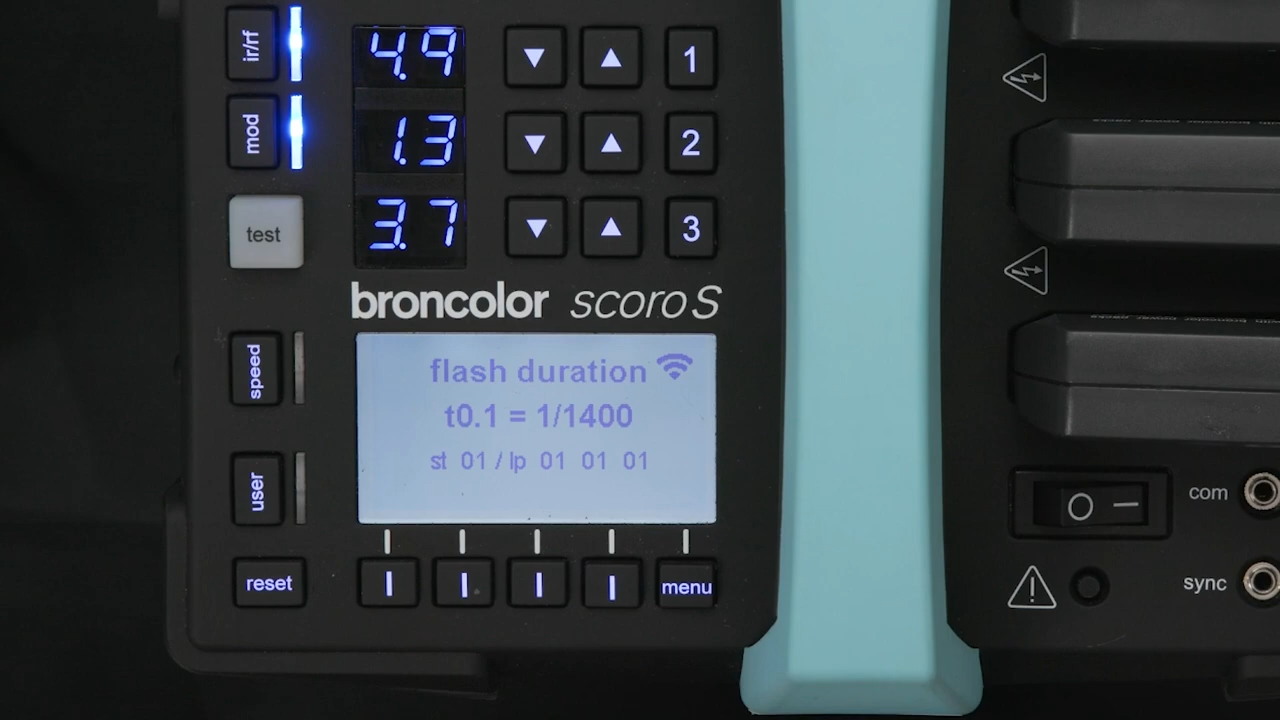 ir/rf
4.9
1
mod
1.3
2
test
3.7
3
broncolor scoro S
speed
flash duration
t0.1 = 1/1400
st 01 / lp 01 01 01
user
com
reset
menu
sync